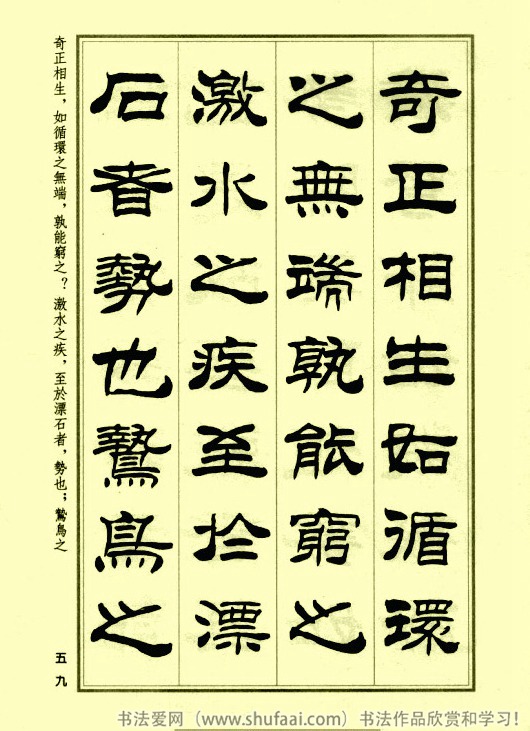 奇正相生如循環
之無端孰能窮之
激水之疾至於漂
石者勢也鷙鳥之
奇正相生，如循環之無端，孰能窮之？激水之疾，至於漂石者，勢也；鷙鳥之
五九
书法爱网（www.shufaai.com）书法作品欣赏和学习！